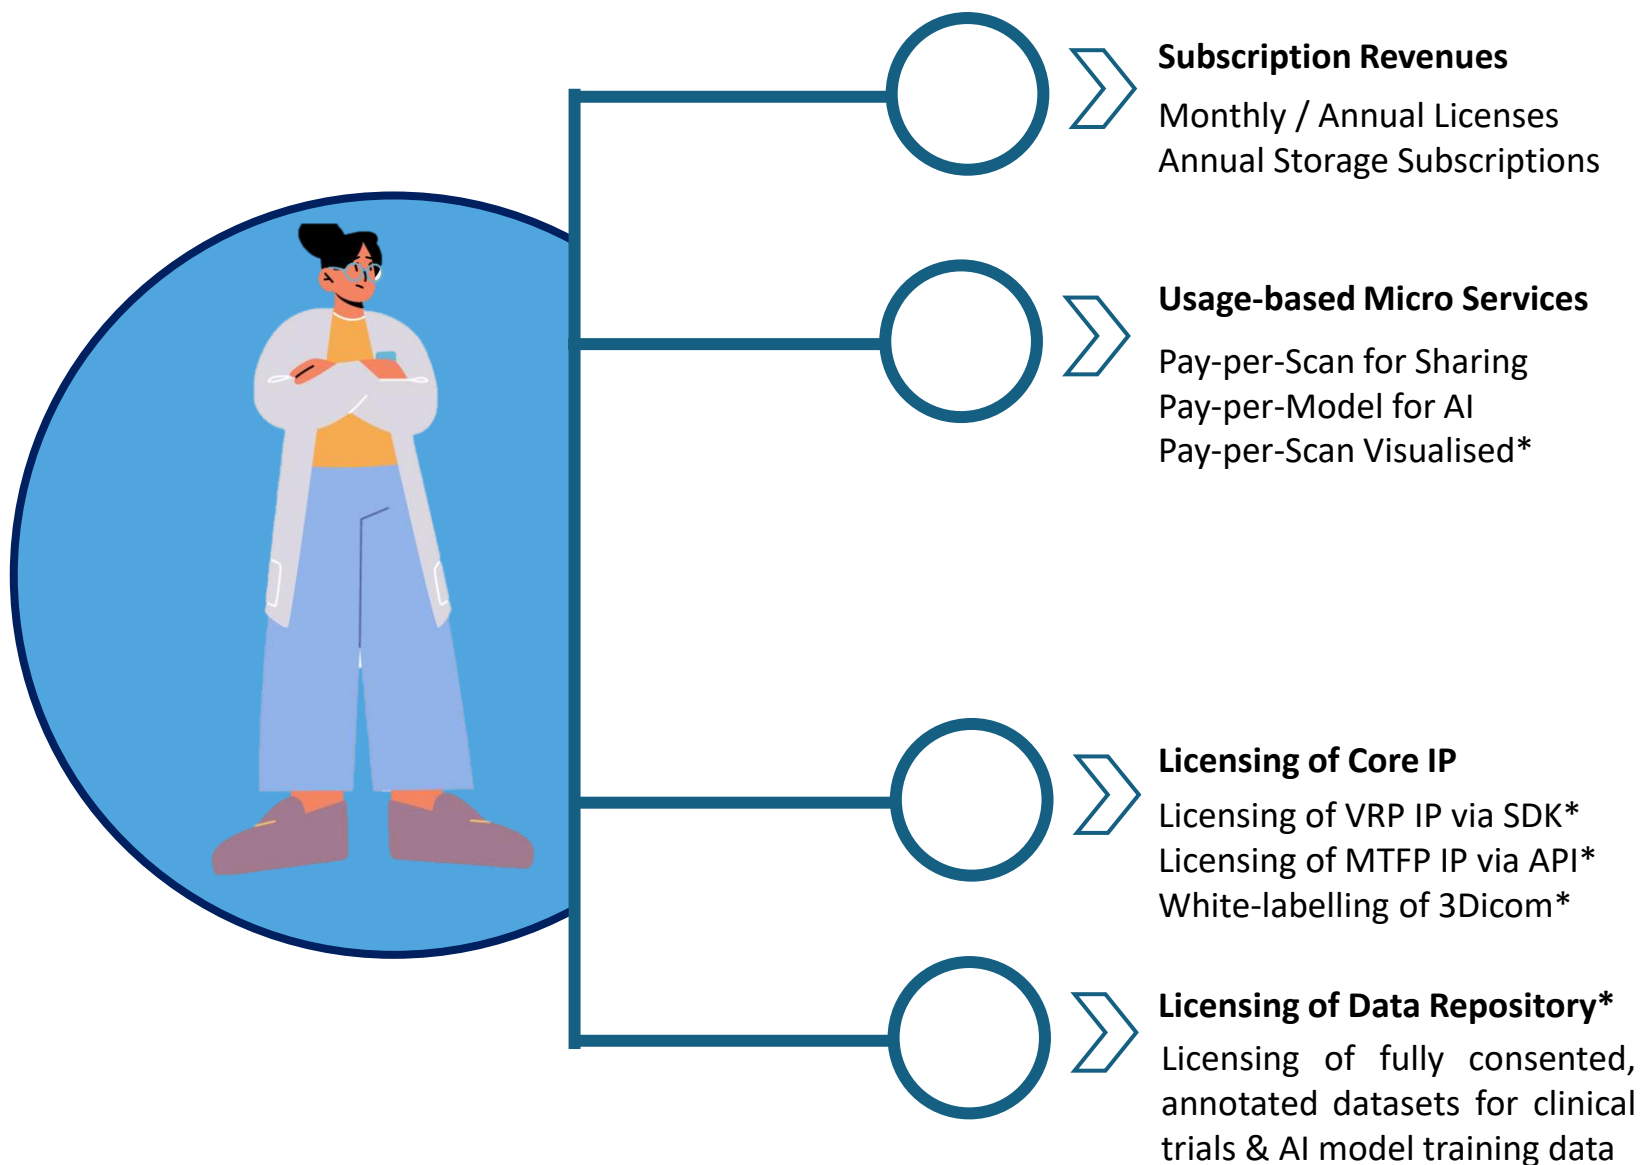 Subscription Revenues
Monthly / Annual Licenses
Annual Storage Subscriptions
Usage-based Micro Services
Pay-per-Scan for Sharing
Pay-per-Model for AI
Pay-per-Scan Visualised*
Licensing of Core IP
Licensing of VRP IP via SDK*
Licensing of MTFP IP via API*
White-labelling of 3Dicom*
Licensing of Data Repository*
Licensing of fully consented,
annotated datasets for clinical
trials & AI model training data